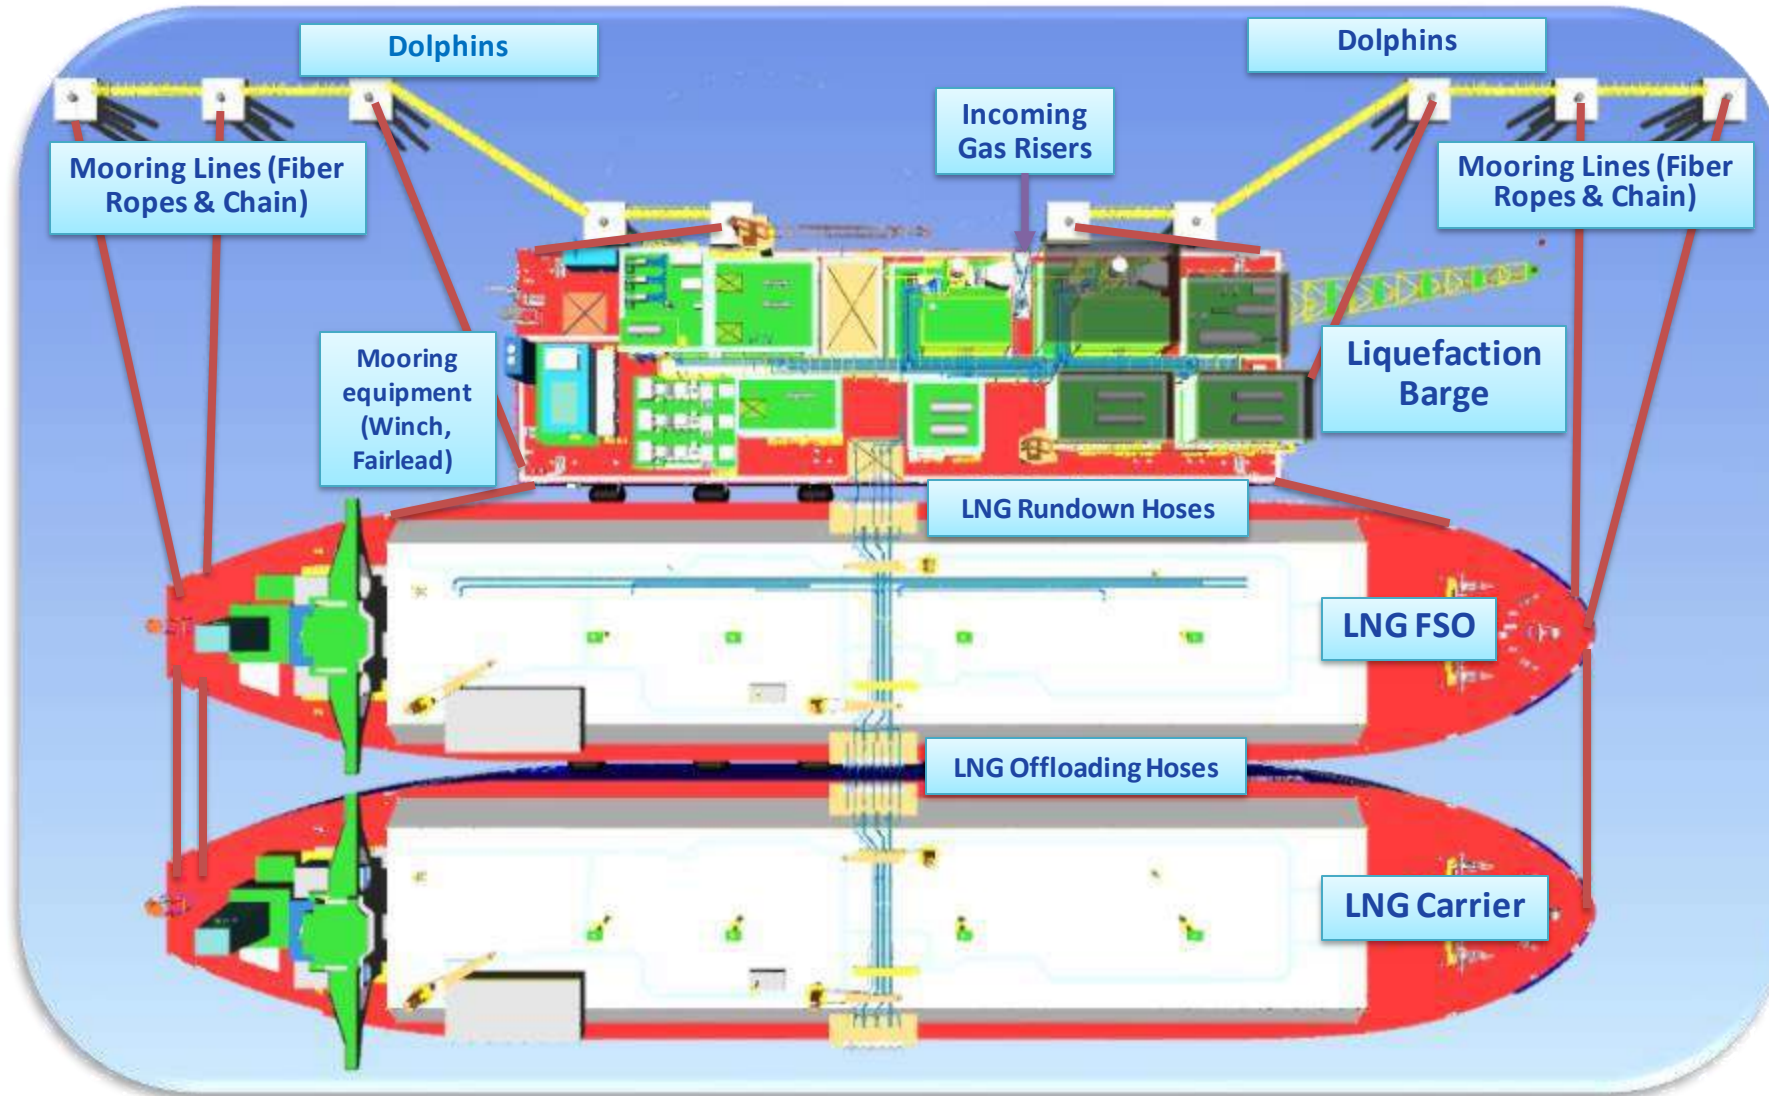 Dolphins
Dolphins
Incoming
Gas Risers
Mooring Lines (Fiber
Ropes & Chain)
Mooring Lines (Fiber
Ropes & Chain)
Mooring
equipment
(Winch,
Fairlead)
Liquefaction
Barge
LNG Rundown Hoses
LNG FSO
LNG Offloading Hoses
LNG Carrier